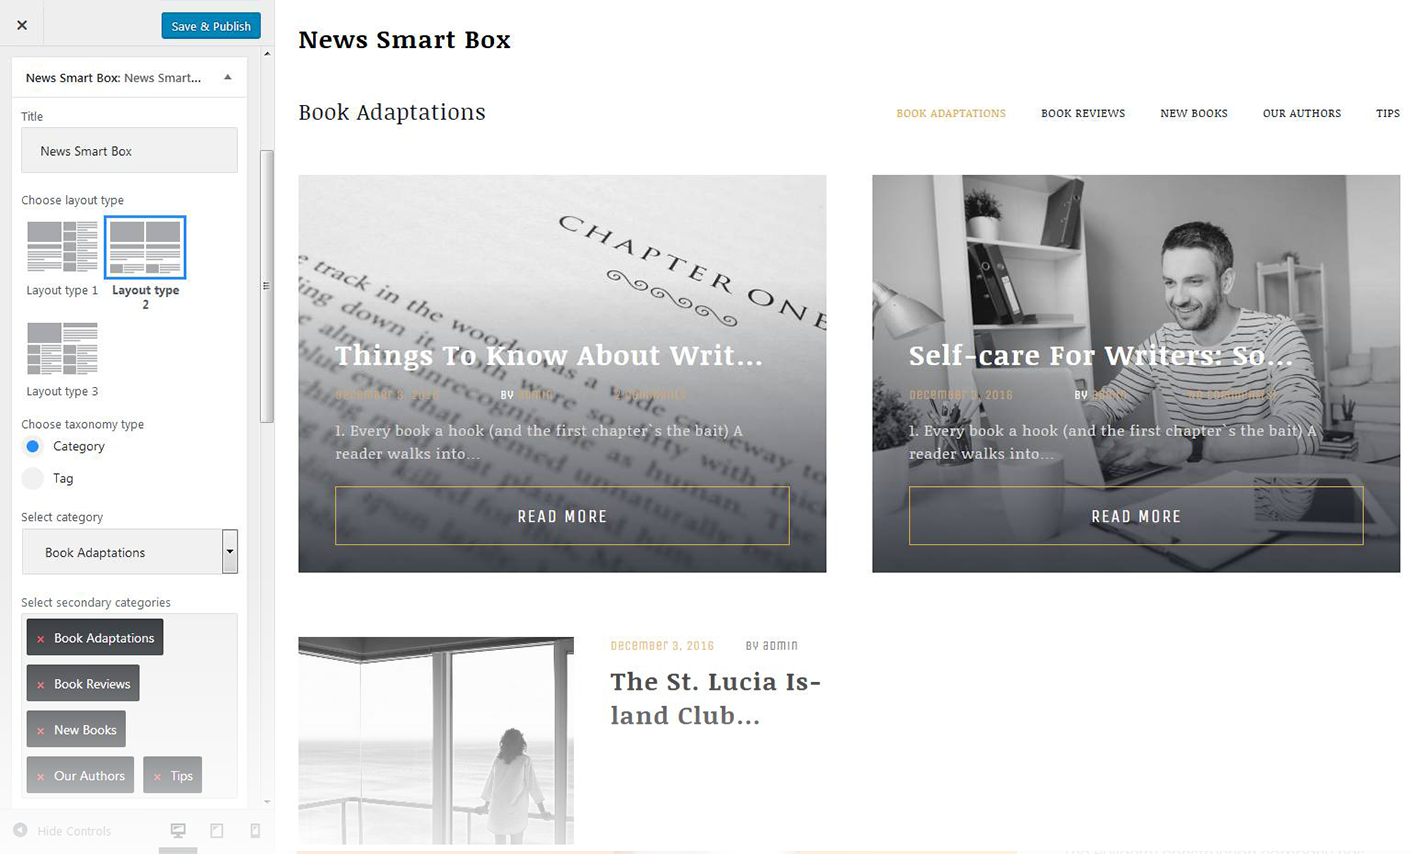 Save & Publish
News Smart Box: News Smart...
Title
News Smart Box
Choose layout type
Layout type 1
Layout type
2
Layout type 3
Choose taxonomy type
Category
Tag
Select category
Book Adaptations
Select secondary categories
× Book Adaptations
× Book Reviews
× New Books
× Our Authors × Tips
Hide Controls
News Smart Box
Book Adaptations
BOOK ADAPTATIONS BOOK REVIEWS NEW BOOKS OUR AUTHORS TIPS
CHAPTER ONE
Things To Know About Writ...
December 3, 2016 BY ADMIN 2 COMMENTS
1. Every book a hook (and the first chapter`s the bait) A
reader walks into...
READ MORE
Self-care For Writers: So...
December 3, 2016 BY ADMIN NO COMMENTS
1. Every book a hook (and the first chapter`s the bait) A
reader walks into...
READ MORE
December 3, 2016 BY ADMIN
The St. Lucia Is-
land Club...